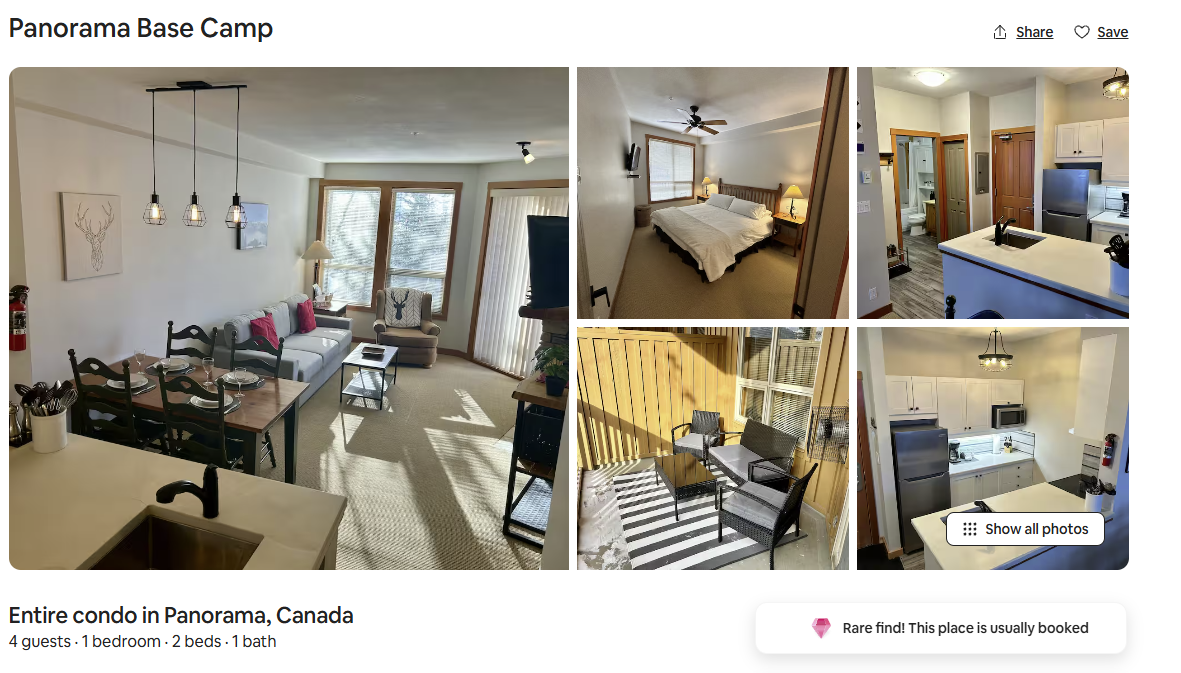 Panorama Base Camp
Share
Save
Show all photos
Entire condo in Panorama, Canada
4 guests · 1 bedroom · 2 beds · 1 bath
Rare find! This place is usually booked